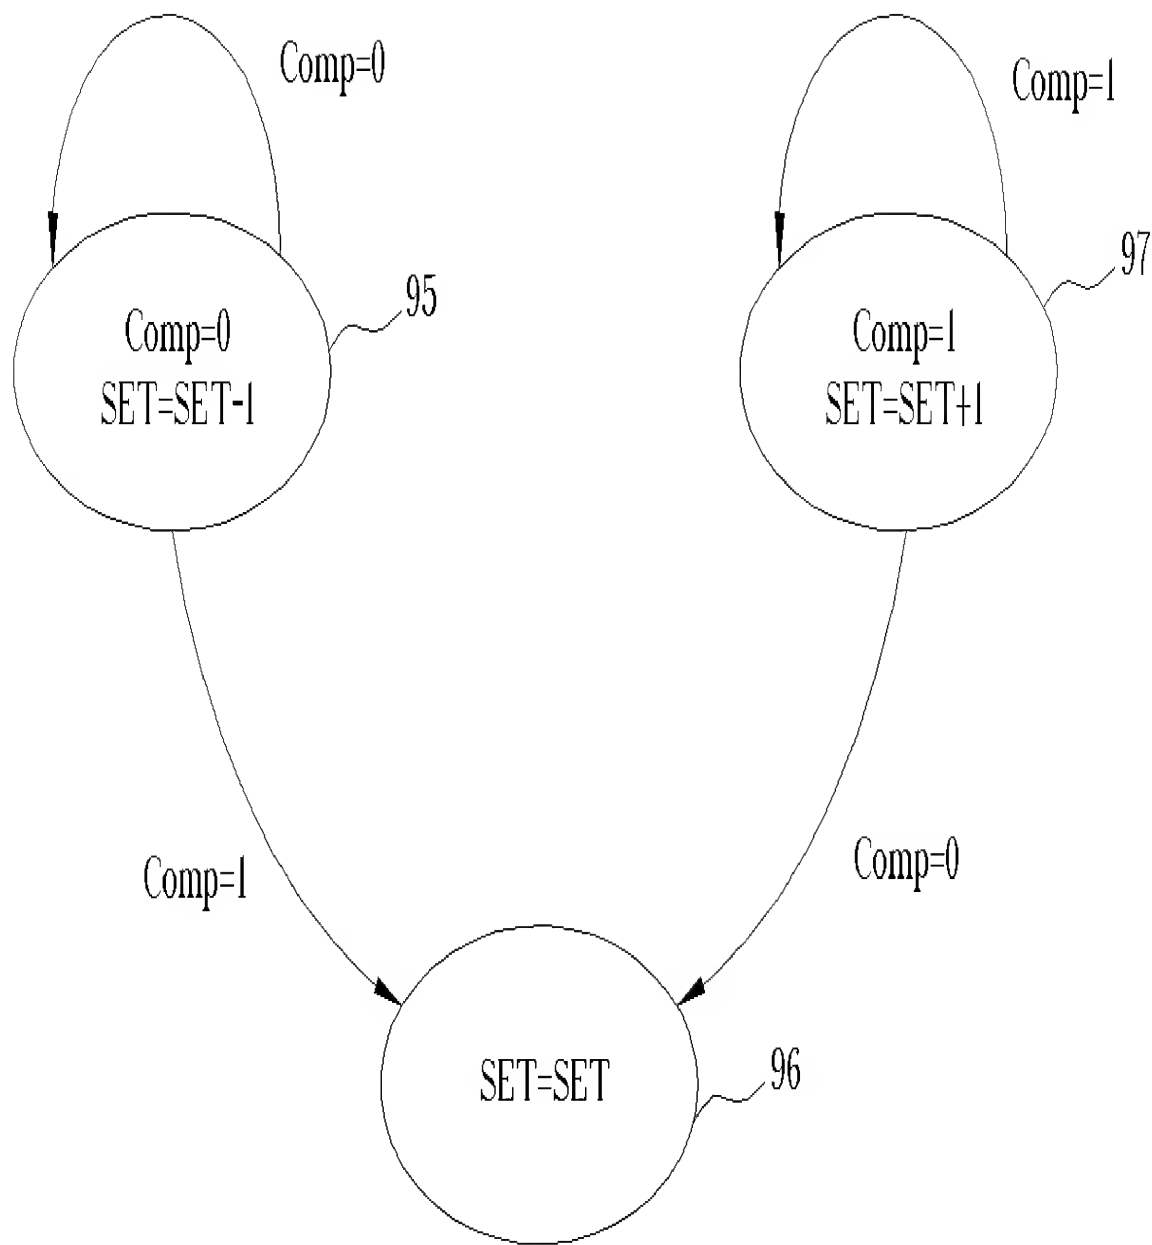 Comp=0
Comp=1
97
95
Comp=0
SET=SET-1
Comp=1
SET=SET+1
Comp=1
Comp=0
SET=SET
96